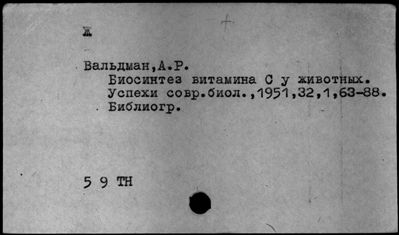 Ж
Вальдман,А.Р.
Биосинтез витамина С у животных.
Успехи совр.биол.,1951,32,1,63-88.
Библиогр.
5 9 ТН